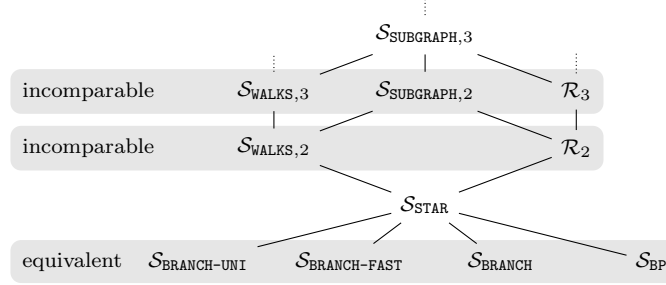 S_SUBGRAPH,3
incomparable S_WALKS,3 S_SUBGRAPH,2 R_3
incomparable S_WALKS,2 R_2
S_STAR
equivalent S_BRANCH-UNI S_BRANCH-FAST S_BRANCH S_BP